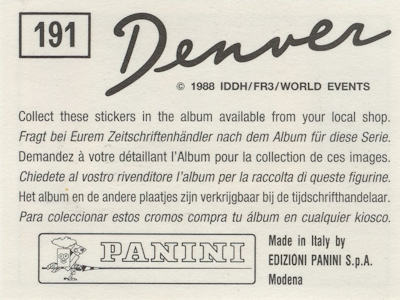 191
Denver
© 1988 IDDH/FR3/WORLD EVENTS
Collect these stickers in the album available from your local shop.
Fragt bei Eurem Zeitschriftenhändler nach dem Album für diese Serie.
Demandez à votre détaillant l'Album pour la collection de ces images.
Chiedete al vostro rivenditore l'album per la raccolta di queste figurine.
Het album en de andere plaatjes zijn verkrijgbaar bij de tijdschrifthandelaar.
Para coleccionar estos cromos compra tu álbum en cualquier kiosco.
PANINI
Made in Italy by
EDIZIONI PANINI S.p.A.
Modena